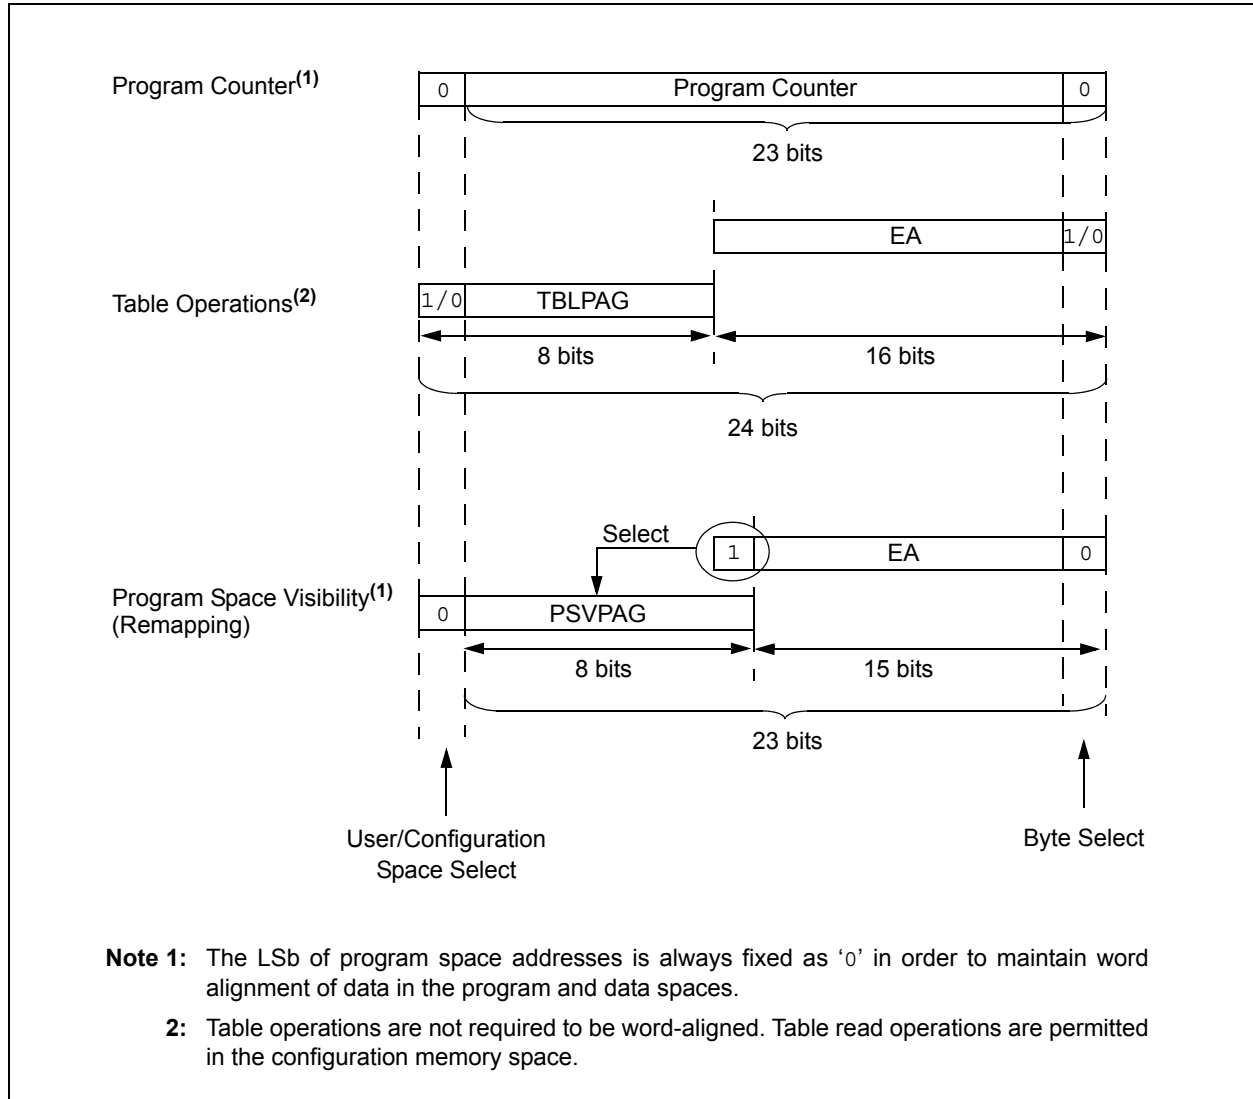 Program Counter(1)
0 Program Counter 0
23 bits
EA 1/0
Table Operations(2)
1/0 TBLPAG
8 bits 16 bits
24 bits
Select
1 EA 0
Program Space Visibility(1)
(Remapping)
0 PSVPAG
8 bits 15 bits
23 bits
User/Configuration
Space Select
Byte Select
Note 1: The LSb of program space addresses is always fixed as ‘0’ in order to maintain word
alignment of data in the program and data spaces.
2: Table operations are not required to be word-aligned. Table read operations are permitted
in the configuration memory space.